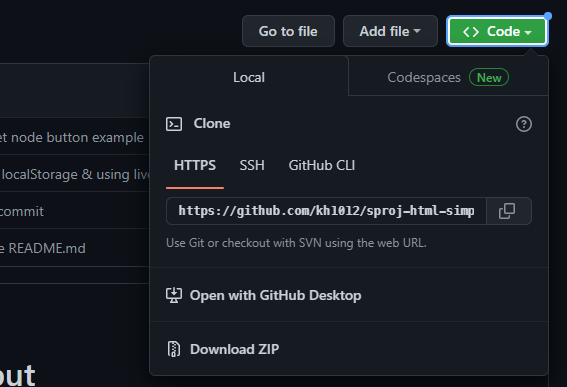 Go to file
Add file
Code
Local
Codespaces New
Clone
HTTPS SSH GitHub CLI
et node button example
localStorage & using liv
https://github.com/kh1012/sproj-html-simp
commit
Use Git or checkout with SVN using the web URL.
e README.md
Open with GitHub Desktop
Download ZIP
out